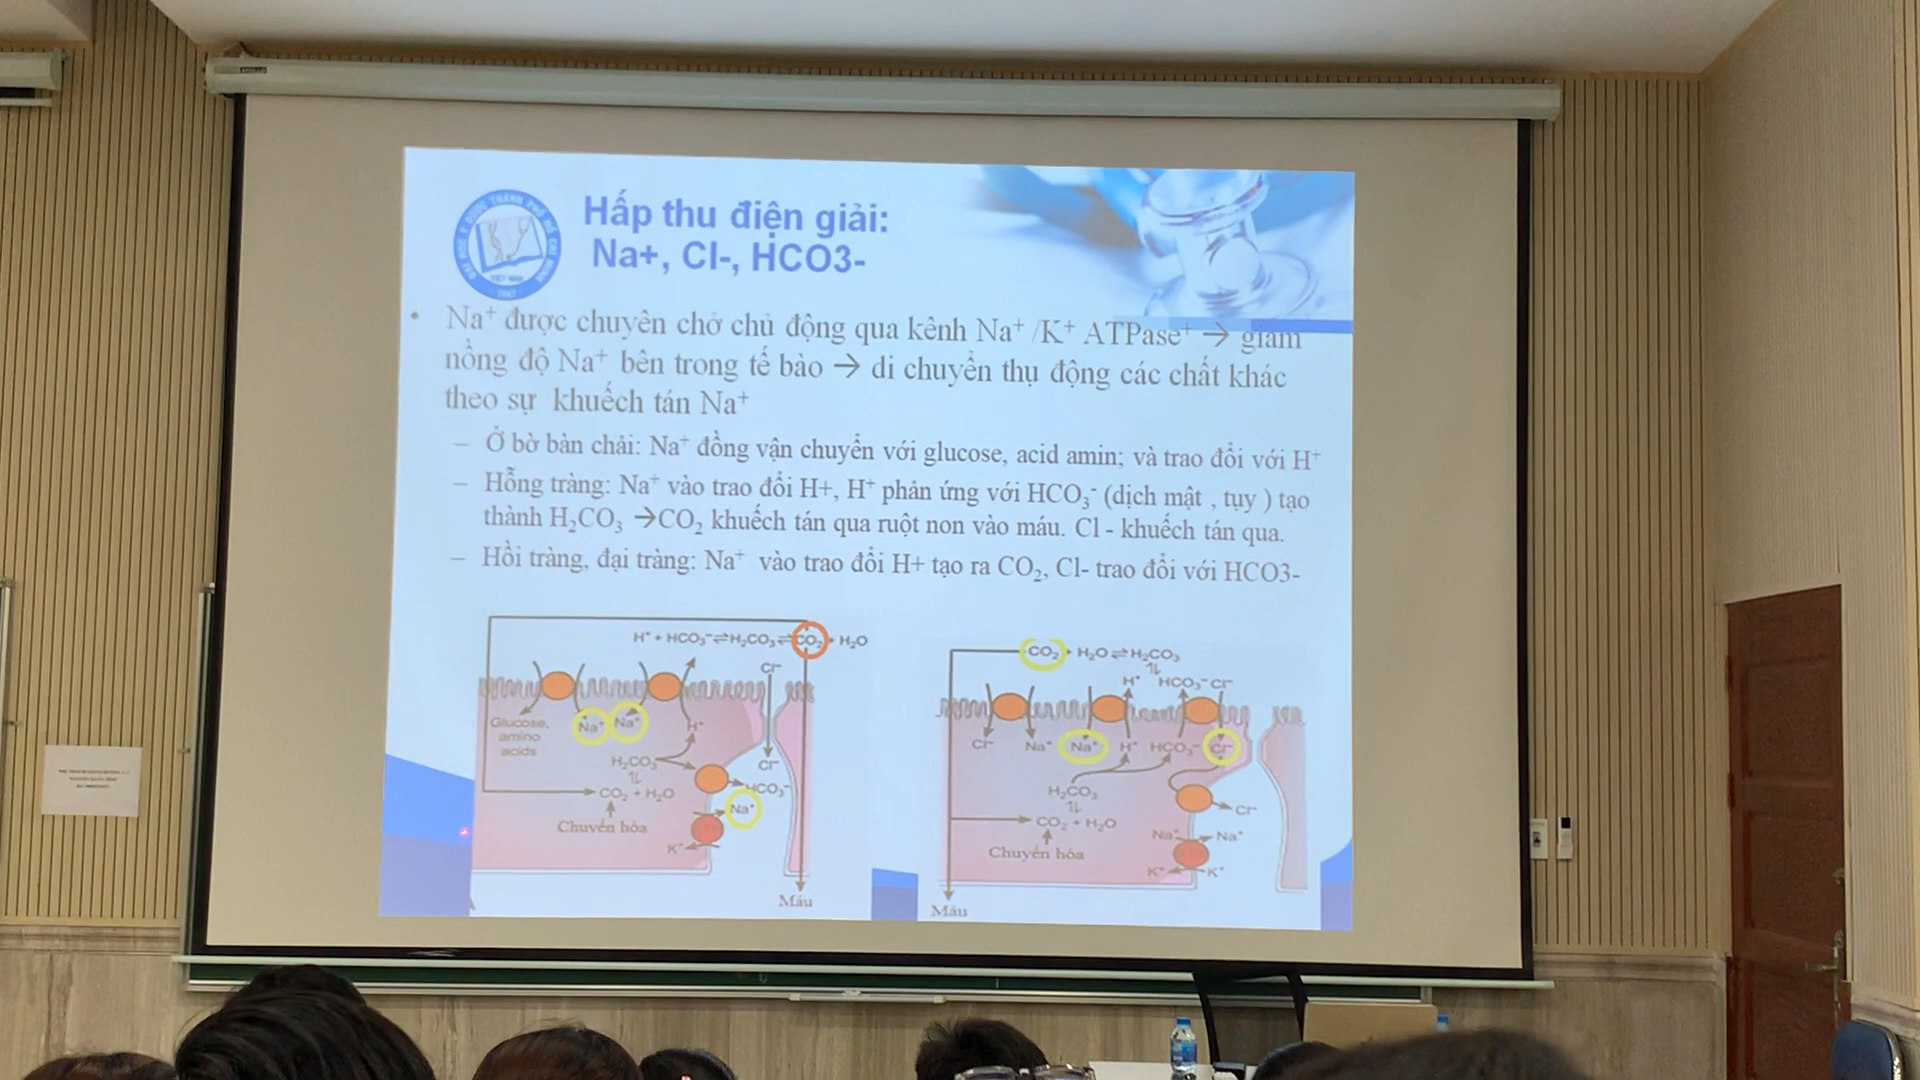 Hấp thu điện giải:
Na+, Cl-, HCO3-
• Na⁺ được chuyên chở chủ động qua kênh Na⁺ /K⁺ ATPase⁺ → giảm
nồng độ Na⁺ bên trong tế bào → di chuyển thụ động các chất khác
theo sự khuếch tán Na⁺
– Ở bờ bàn chải: Na⁺ đồng vận chuyển với glucose, acid amin; và trao đổi với H⁺
– Hỗng tràng: Na⁺ vào trao đổi H+, H⁺ phản ứng với HCO₃⁻ (dịch mật , tụy ) tạo
thành H₂CO₃ →CO₂ khuếch tán qua ruột non vào máu. Cl - khuếch tán qua.
– Hồi tràng, đại tràng: Na⁺ vào trao đổi H+ tạo ra CO₂, Cl- trao đổi với HCO3-
H⁺ + HCO₃⁻⇌H₂CO₃⇌CO₂+ H₂O
Cl⁻
Glucose,
amino
acids
Na⁺ Na⁺
H⁺
H₂CO₃
⇅
CO₂ + H₂O
Chuyển hóa
Cl⁻
HCO₃⁻
Na⁺
K⁺
Máu
CO₂ + H₂O⇌H₂CO₃
⇅
H⁺ HCO₃⁻ Cl⁻
Cl⁻ Na⁺ Na⁺ H⁺ HCO₃⁻ Cl⁻
H₂CO₃
⇅
CO₂ + H₂O
Chuyển hóa
Cl⁻
Na⁺ Na⁺
K⁺ K⁺
Máu
VIỆT NAM
1947